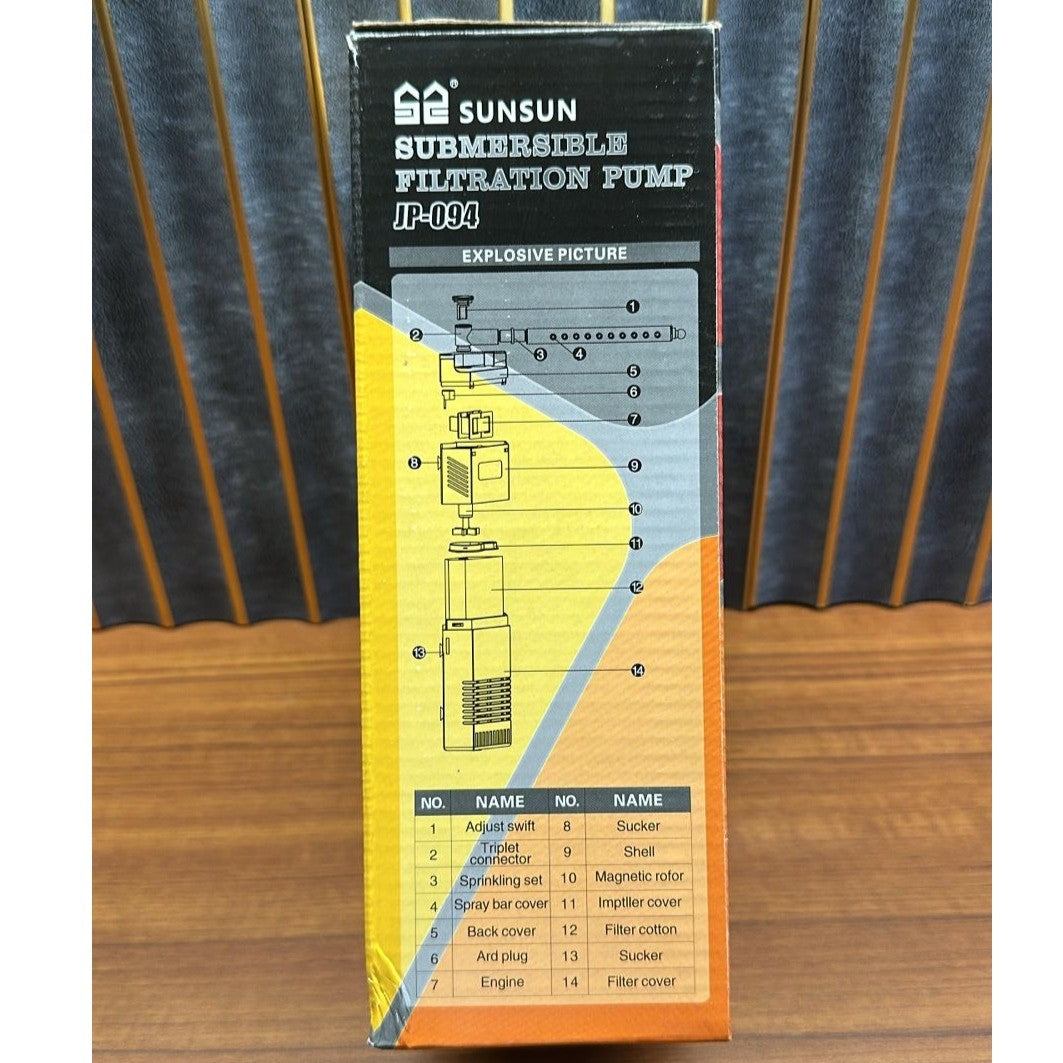 ® SUNSUN
SUBMERSIBLE
FILTRATION PUMP
JP-094
EXPLOSIVE PICTURE
1
2
3 4
5
6
7
8 9
10
11
12
13
14
NO. NAME NO. NAME
1 Adjust swift 8 Sucker
2 Triplet connector 9 Shell
3 Sprinkling set 10 Magnetic rofor
4 Spray bar cover 11 Imptller cover
5 Back cover 12 Filter cotton
6 Ard plug 13 Sucker
7 Engine 14 Filter cover